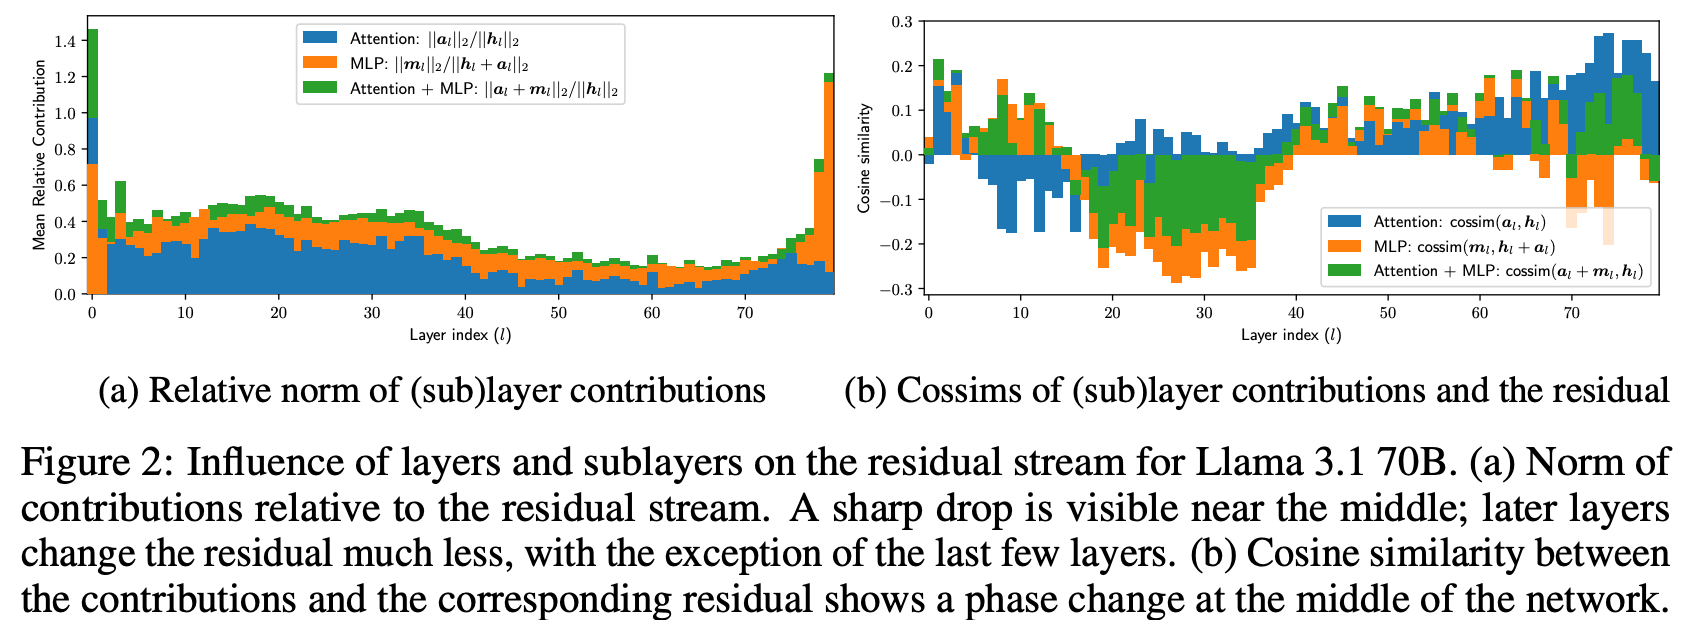 1.4
1.2
1.0
0.8
0.6
0.4
0.2
0.0
Mean Relative Contribution
Attention: ||a_l||_2/||h_l||_2
MLP: ||m_l||_2/||h_l + a_l||_2
Attention + MLP: ||a_l + m_l||_2/||h_l||_2
0 10 20 30 40 50 60 70
Layer index (l)
0.3
0.2
0.1
0.0
−0.1
−0.2
−0.3
Cosine similarity
Attention: cossim(a_l, h_l)
MLP: cossim(m_l, h_l + a_l)
Attention + MLP: cossim(a_l + m_l, h_l)
0 10 20 30 40 50 60 70
Layer index (l)
(a) Relative norm of (sub)layer contributions
(b) Cossims of (sub)layer contributions and the residual
Figure 2: Influence of layers and sublayers on the residual stream for Llama 3.1 70B. (a) Norm of
contributions relative to the residual stream. A sharp drop is visible near the middle; later layers
change the residual much less, with the exception of the last few layers. (b) Cosine similarity between
the contributions and the corresponding residual shows a phase change at the middle of the network.